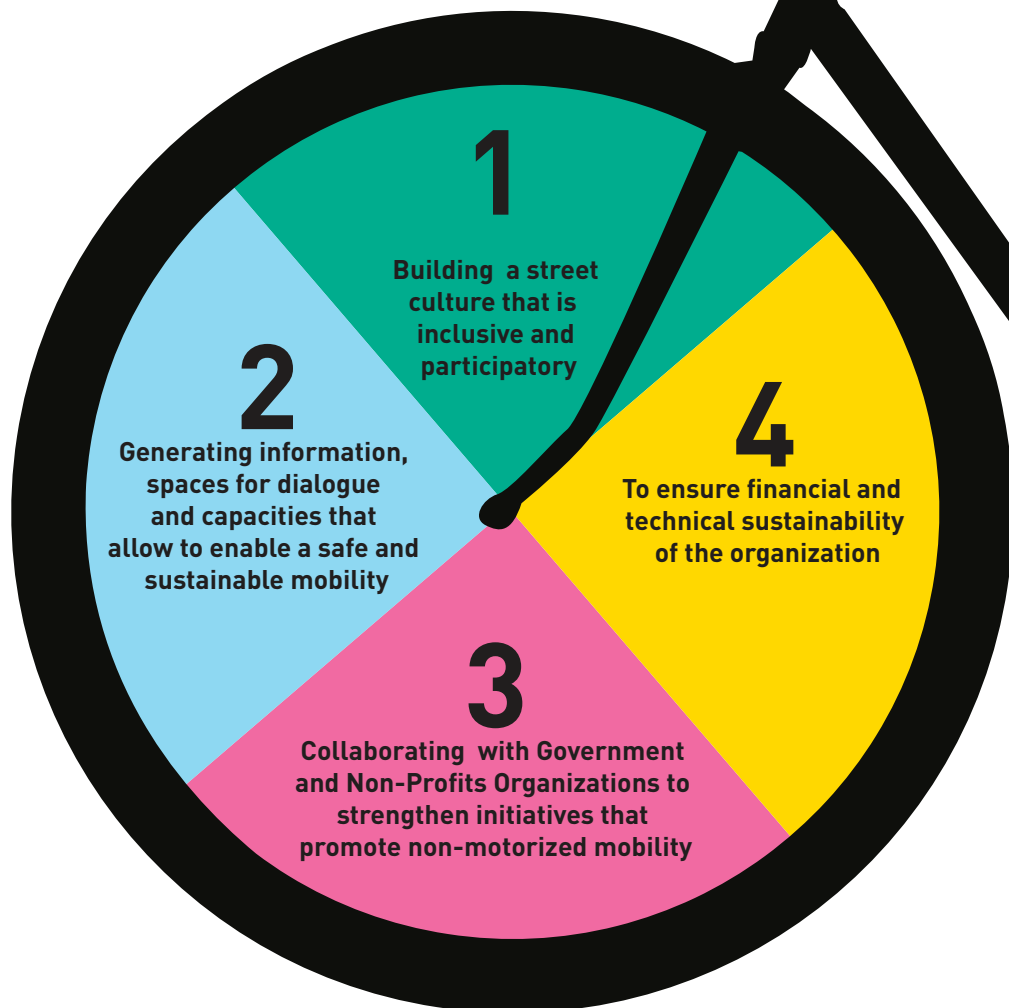 1
Building a street
culture that is
inclusive and
participatory
2
Generating information,
spaces for dialogue
and capacities that
allow to enable a safe and
sustainable mobility
3
Collaborating with Government
and Non-Profits Organizations to
strengthen initiatives that
promote non-motorized mobility
4
To ensure financial and
technical sustainability
of the organization